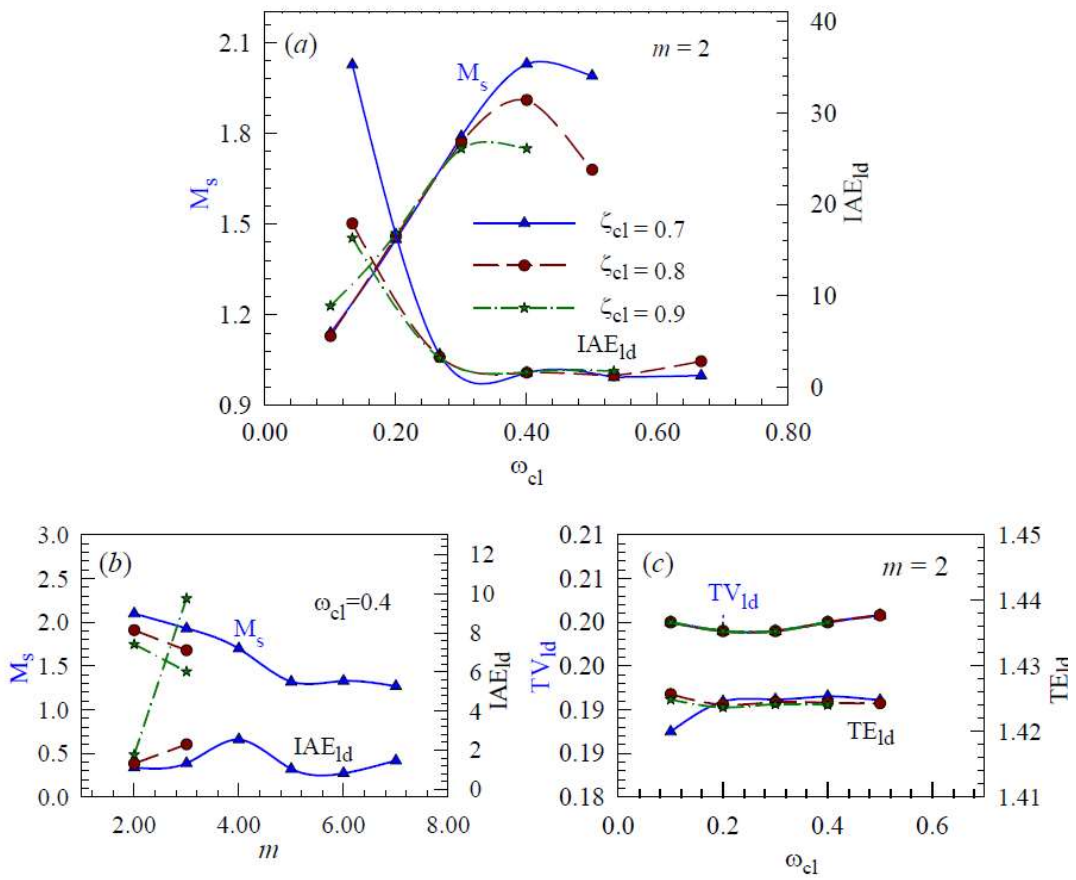 (a)
m = 2
2.1
1.8
1.5
1.2
0.9
M_s
M_s
40
30
20
10
0
IAE_ld
ζ_cl = 0.7
ζ_cl = 0.8
ζ_cl = 0.9
IAE_ld
0.00 0.20 0.40 0.60 0.80
ω_cl
(b)
ω_cl=0.4
3.0
2.5
2.0
1.5
1.0
0.5
0.0
M_s
M_s
12
10
8
6
4
2
0
IAE_ld
IAE_ld
2.00 4.00 6.00 8.00
m
(c)
m = 2
0.21
0.21
0.20
0.20
0.19
0.19
0.18
TV_ld
TV_ld
1.45
1.44
1.43
1.42
1.41
TE_ld
TE_ld
0.0 0.2 0.4 0.6
ω_cl